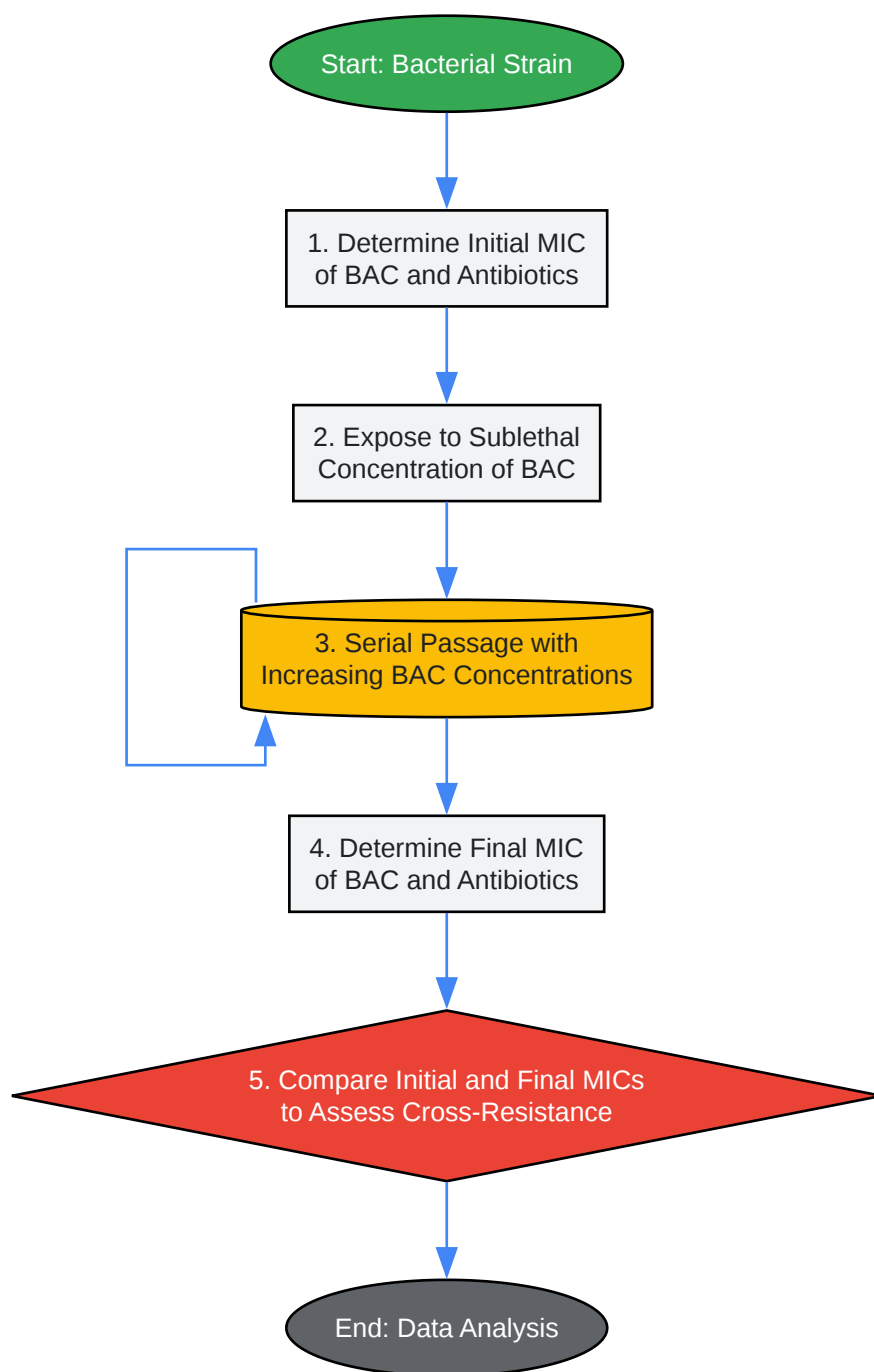 Start: Bacterial Strain
1. Determine Initial MIC
of BAC and Antibiotics
2. Expose to Sublethal
Concentration of BAC
3. Serial Passage with
Increasing BAC Concentrations
4. Determine Final MIC
of BAC and Antibiotics
5. Compare Initial and Final MICs
to Assess Cross-Resistance
End: Data Analysis